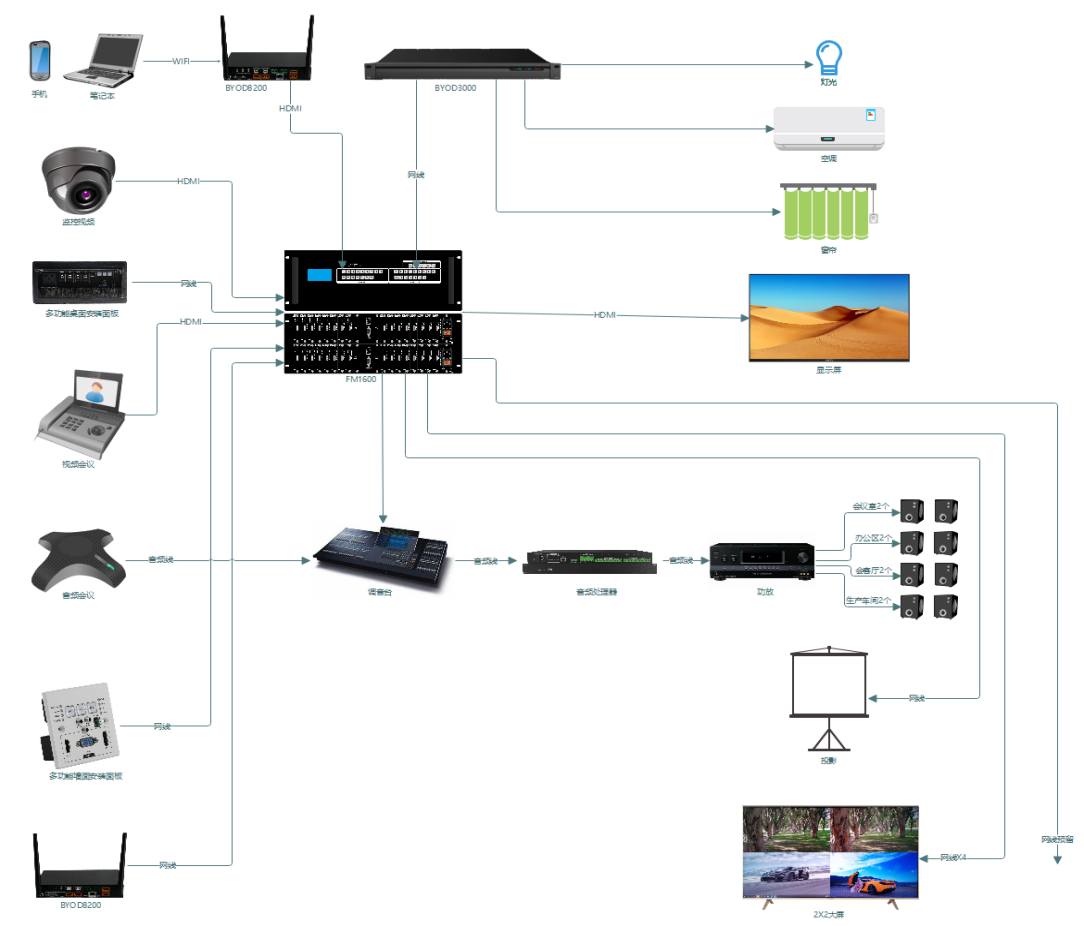 手机
笔记本
WIFI
BYOD8200
BYOD3000
灯光
HDMI
空调
网线
HDMI
监控视频
窗帘
网线
多功能桌面安装面板
HDMI
HDMI
显示屏
FM1600
视频会议
会议室2个
办公区2个
音频线
音频线
音频线
会客厅2个
音频会议
调音台
音频处理器
功放
生产车间2个
网线
网线
投影
多功能墙面安装面板
网线预留
网线
网线X4
BYOD8200
2X2大屏